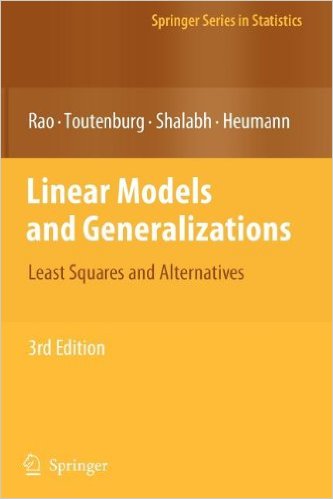 Springer Series in Statistics
Rao · Toutenburg · Shalabh · Heumann
Linear Models
and Generalizations
Least Squares and Alternatives
3rd Edition
Springer